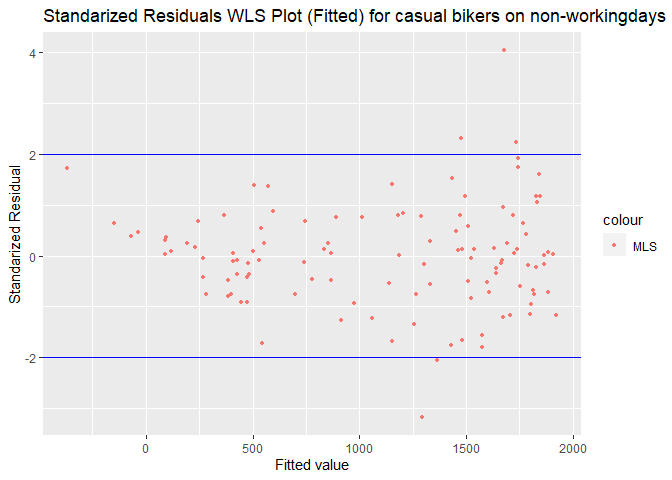 Standarized Residuals WLS Plot (Fitted) for casual bikers on non-workingdays
4
2
0
-2
Standarized Residual
0
500
1000
1500
2000
Fitted value
colour
MLS